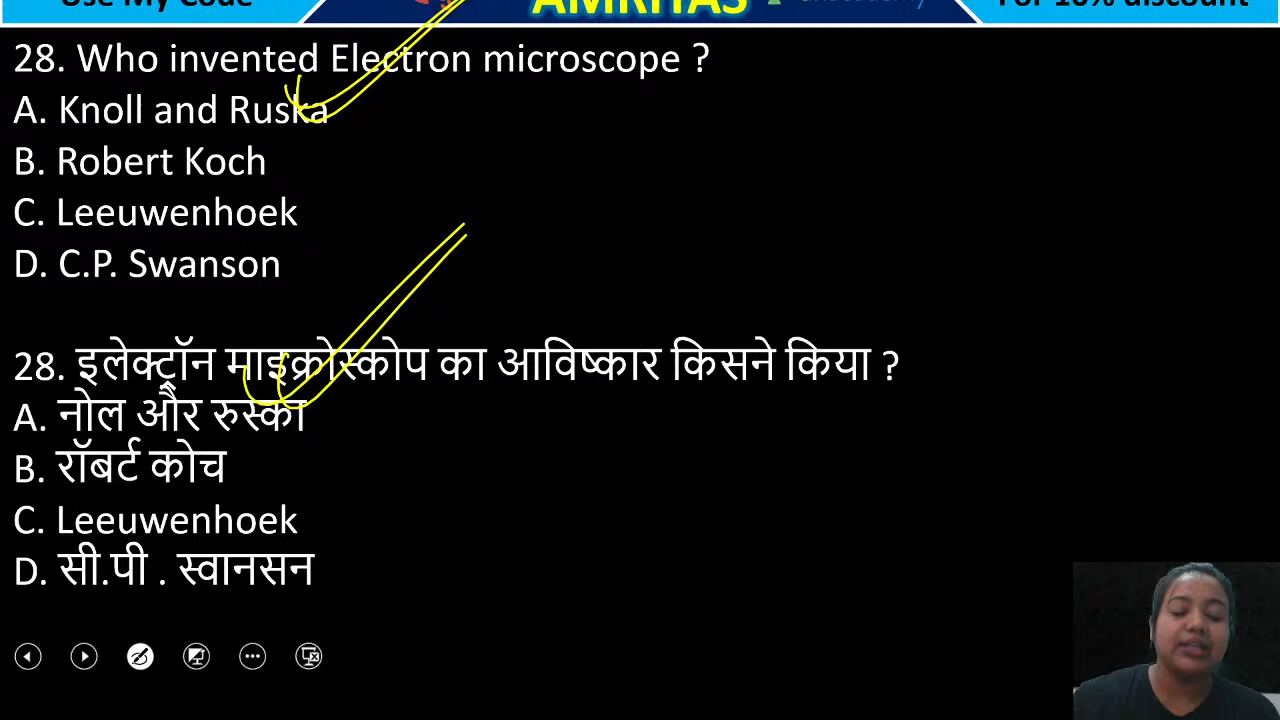 Use My Code AMRITAS unacademy For 10% discount
28. Who invented Electron microscope ?
A. Knoll and Ruska
B. Robert Koch
C. Leeuwenhoek
D. C.P. Swanson
28. इलेक्ट्रॉन माइक्रोस्कोप का आविष्कार किसने किया ?
A. नोल और रुस्का
B. रॉबर्ट कोच
C. Leeuwenhoek
D. सी.पी . स्वानसन